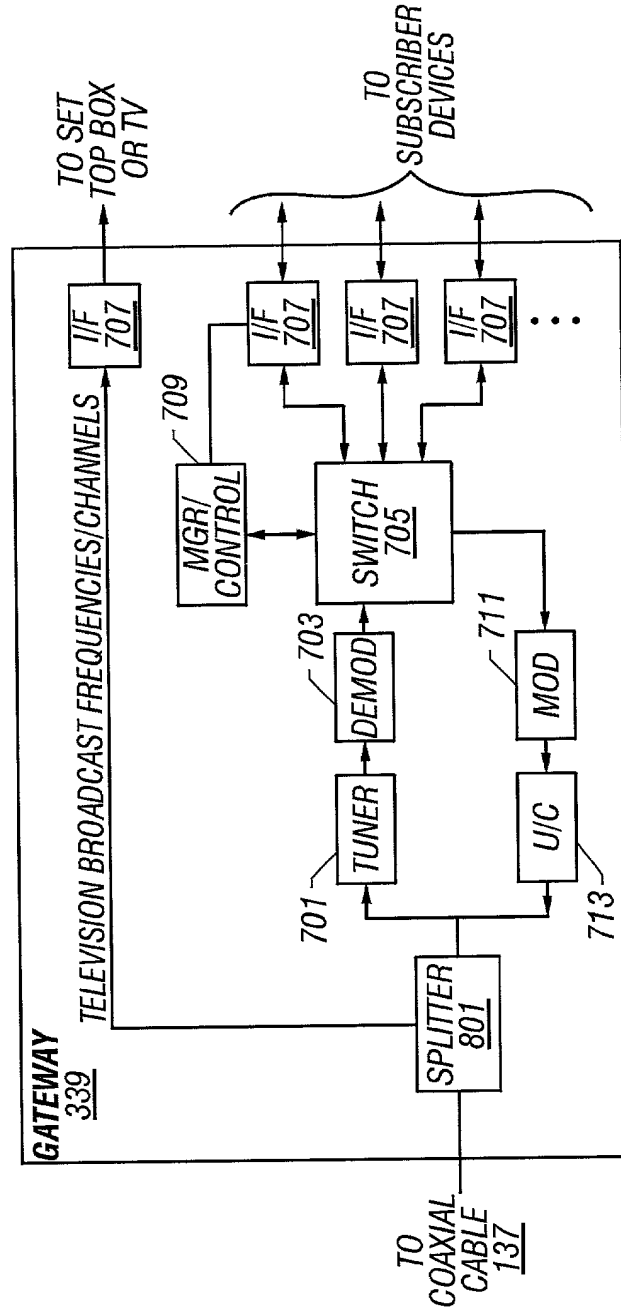 GATEWAY
339
TELEVISION BROADCAST FREQUENCIES/CHANNELS
I/F
707
TO SET
TOP BOX
OR TV
709
MGR/
CONTROL
I/F
707
I/F
707
I/F
707
TO
SUBSCRIBER
DEVICES
SWITCH
705
703
DEMOD
701
TUNER
711
MOD
U/C
713
SPLITTER
801
TO
COAXIAL
CABLE
137